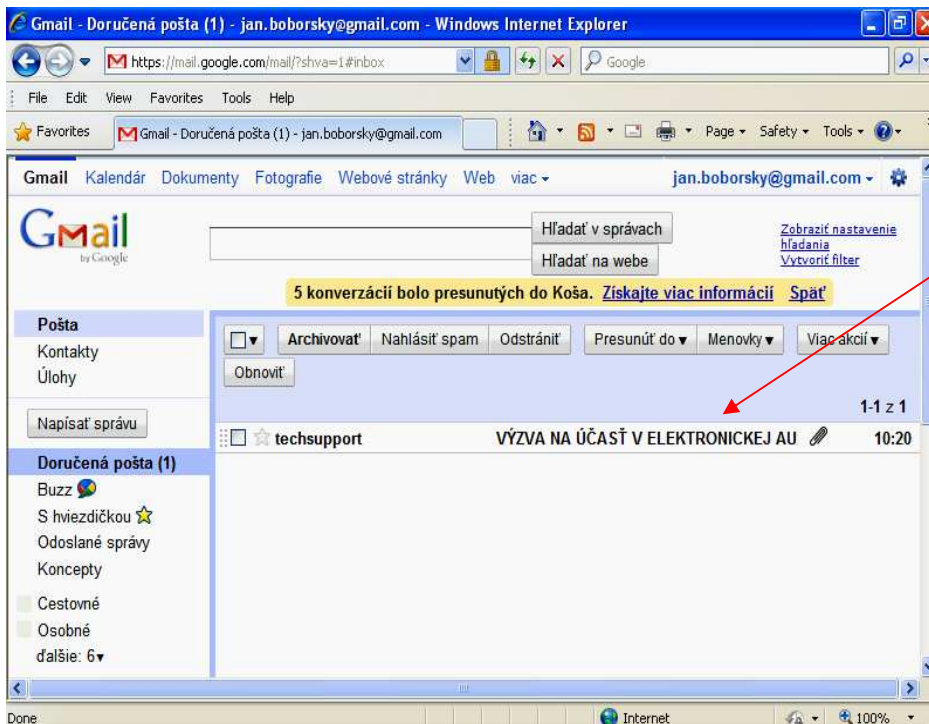 Gmail - Doručená pošta (1) - jan.boborsky@gmail.com - Windows Internet Explorer
https://mail.google.com/mail/?shva=1#inbox
Google
File Edit View Favorites Tools Help
Favorites
Gmail - Doručená pošta (1) - jan.boborsky@gmail.com
Page
Safety
Tools
Gmail Kalendár Dokumenty Fotografie Webové stránky Web viac
jan.boborsky@gmail.com
Gmail
by Google
Hľadať v správach
Hľadať na webe
Zobraziť nastavenie
hľadania
Vytvoriť filter
5 konverzácií bolo presunutých do Koša. Získajte viac informácií Späť
Pošta
Kontakty
Úlohy
Napísať správu
Doručená pošta (1)
Buzz
S hviezdičkou
Odoslané správy
Koncepty
Cestovné
Osobné
ďalšie: 6
Archivovať Nahlásiť spam Odstrániť Presunúť do Menovky Viac akcií
Obnoviť
1-1 z 1
techsupport VÝZVA NA ÚČASŤ V ELEKTRONICKEJ AU 10:20
Done Internet 100%